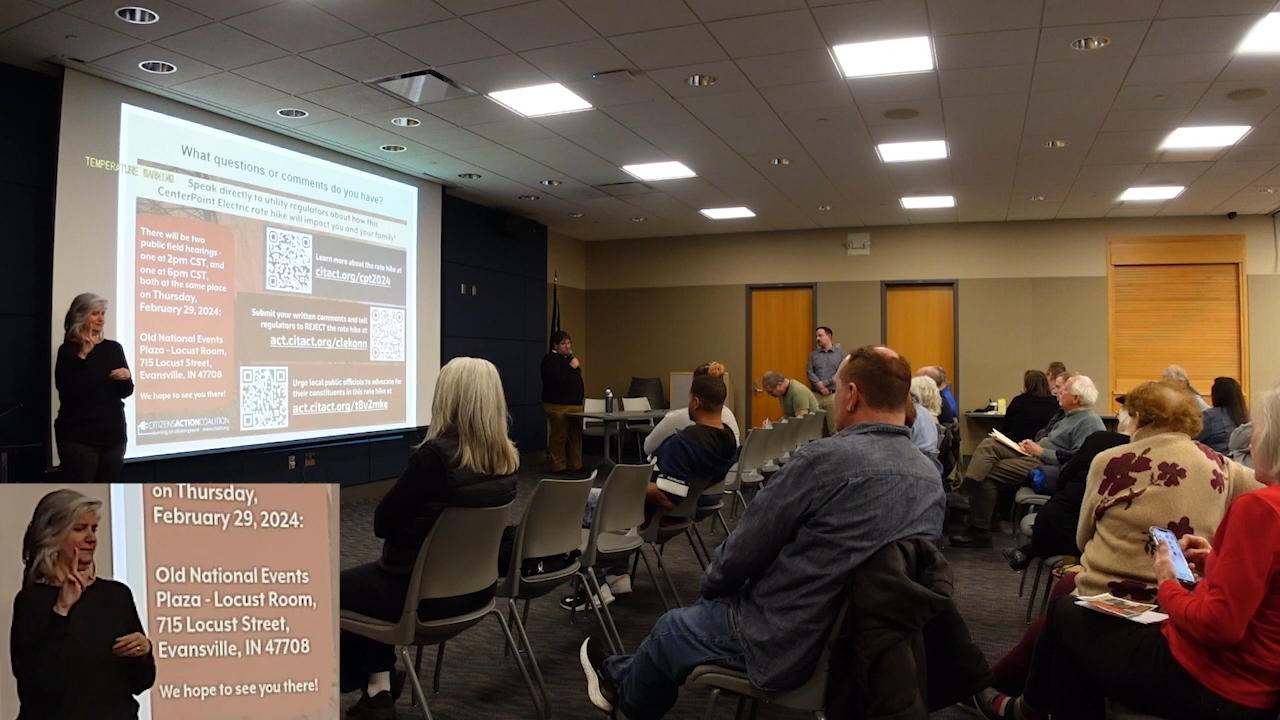 What questions or comments do you have?
TEMPERATURE WARNING
Speak directly to utility regulators about how this
CenterPoint Electric rate hike will impact you and your family!
There will be two
public field hearings -
one at 2pm CST, and
one at 6pm CST,
both at the same place
on Thursday,
February 29, 2024:
Old National Events
Plaza - Locust Room,
715 Locust Street,
Evansville, IN 47708
We hope to see you there!
Learn more about the rate hike at
citact.org/cpt2024
Submit your written comments and tell
regulators to REJECT the rate hike at
act.citact.org/clekgnn
Urge local public officials to advocate for
their constituents in this rate hike at
act.citact.org/t8v2mke
CITIZENS ACTION COALITION
on Thursday,
February 29, 2024:
Old National Events
Plaza - Locust Room,
715 Locust Street,
Evansville, IN 47708
We hope to see you there!